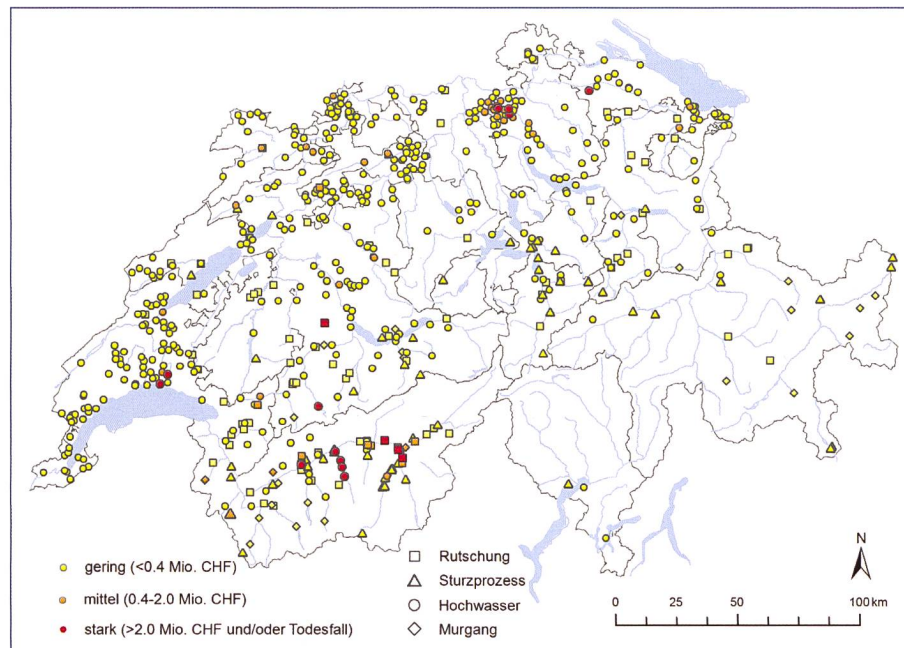 gering (<0.4 Mio. CHF)
mittel (0.4-2.0 Mio. CHF)
stark (>2.0 Mio. CHF und/oder Todesfall)
Rutschung
Sturzprozess
Hochwasser
Murgang
N
0 25 50 100 km